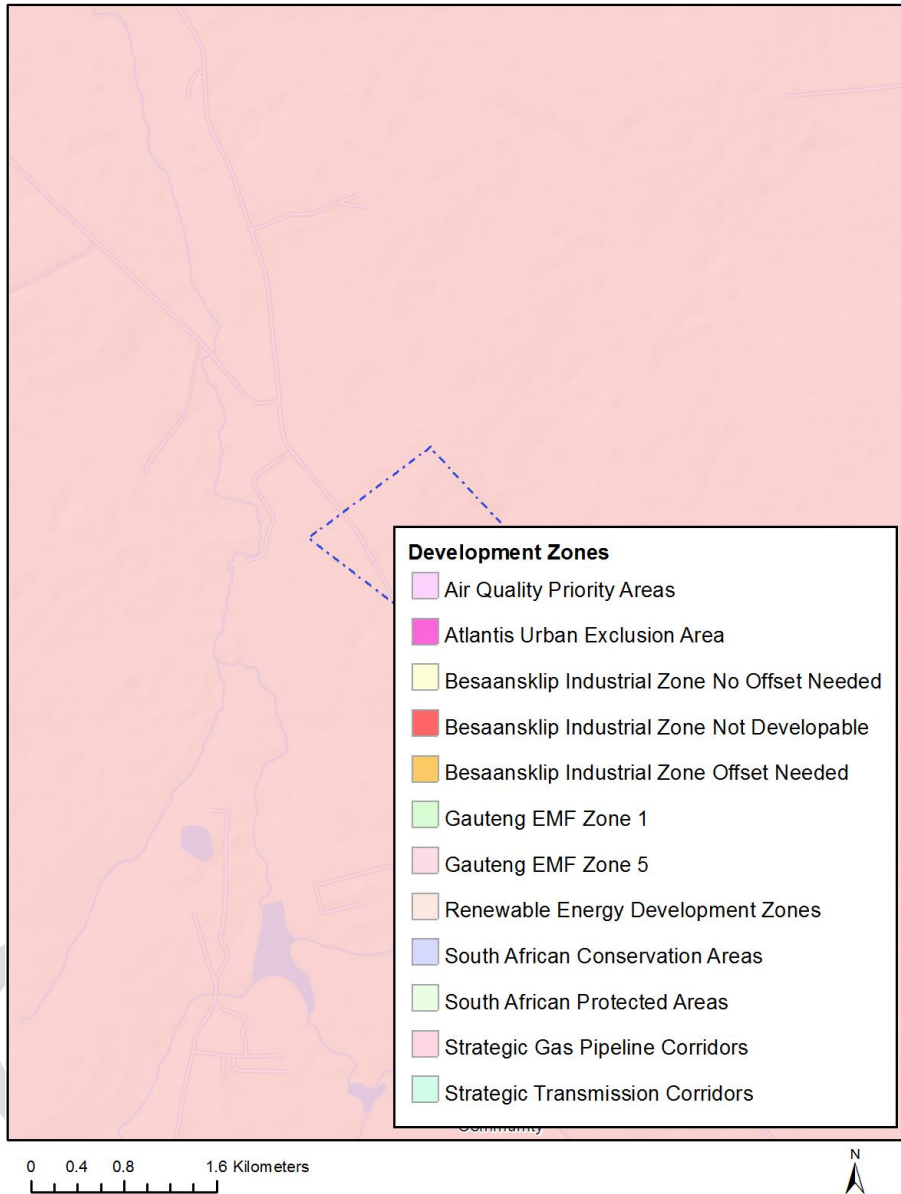 Development Zones
Air Quality Priority Areas
Atlantis Urban Exclusion Area
Besaansklip Industrial Zone No Offset Needed
Besaansklip Industrial Zone Not Developable
Besaansklip Industrial Zone Offset Needed
Gauteng EMF Zone 1
Gauteng EMF Zone 5
Renewable Energy Development Zones
South African Conservation Areas
South African Protected Areas
Strategic Gas Pipeline Corridors
Strategic Transmission Corridors
Community
0 0.4 0.8 1.6 Kilometers
N